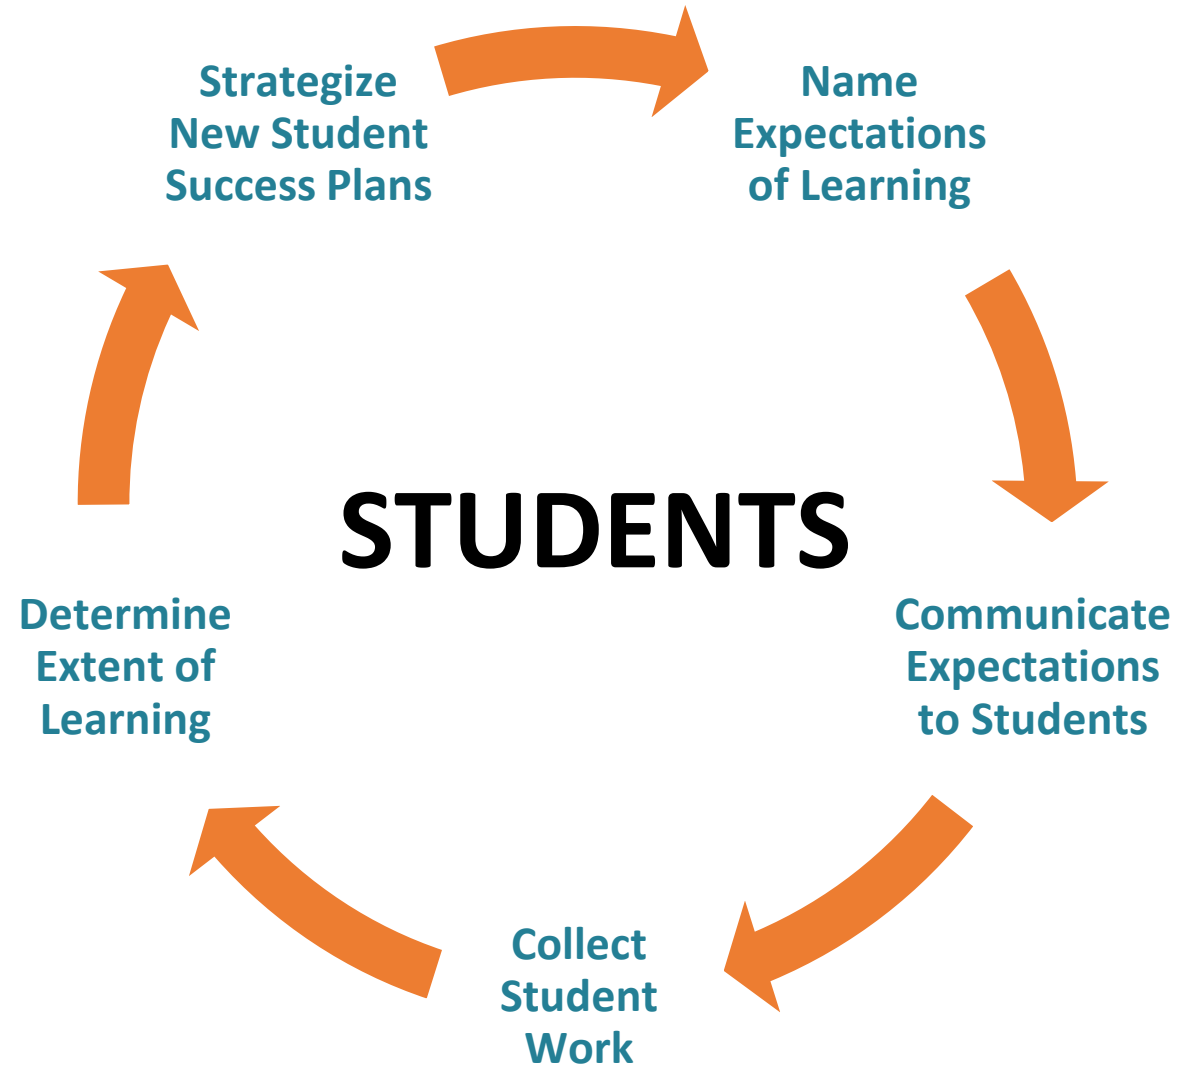 Strategize
New Student
Success Plans
Name
Expectations
of Learning
STUDENTS
Determine
Extent of
Learning
Communicate
Expectations
to Students
Collect
Student
Work